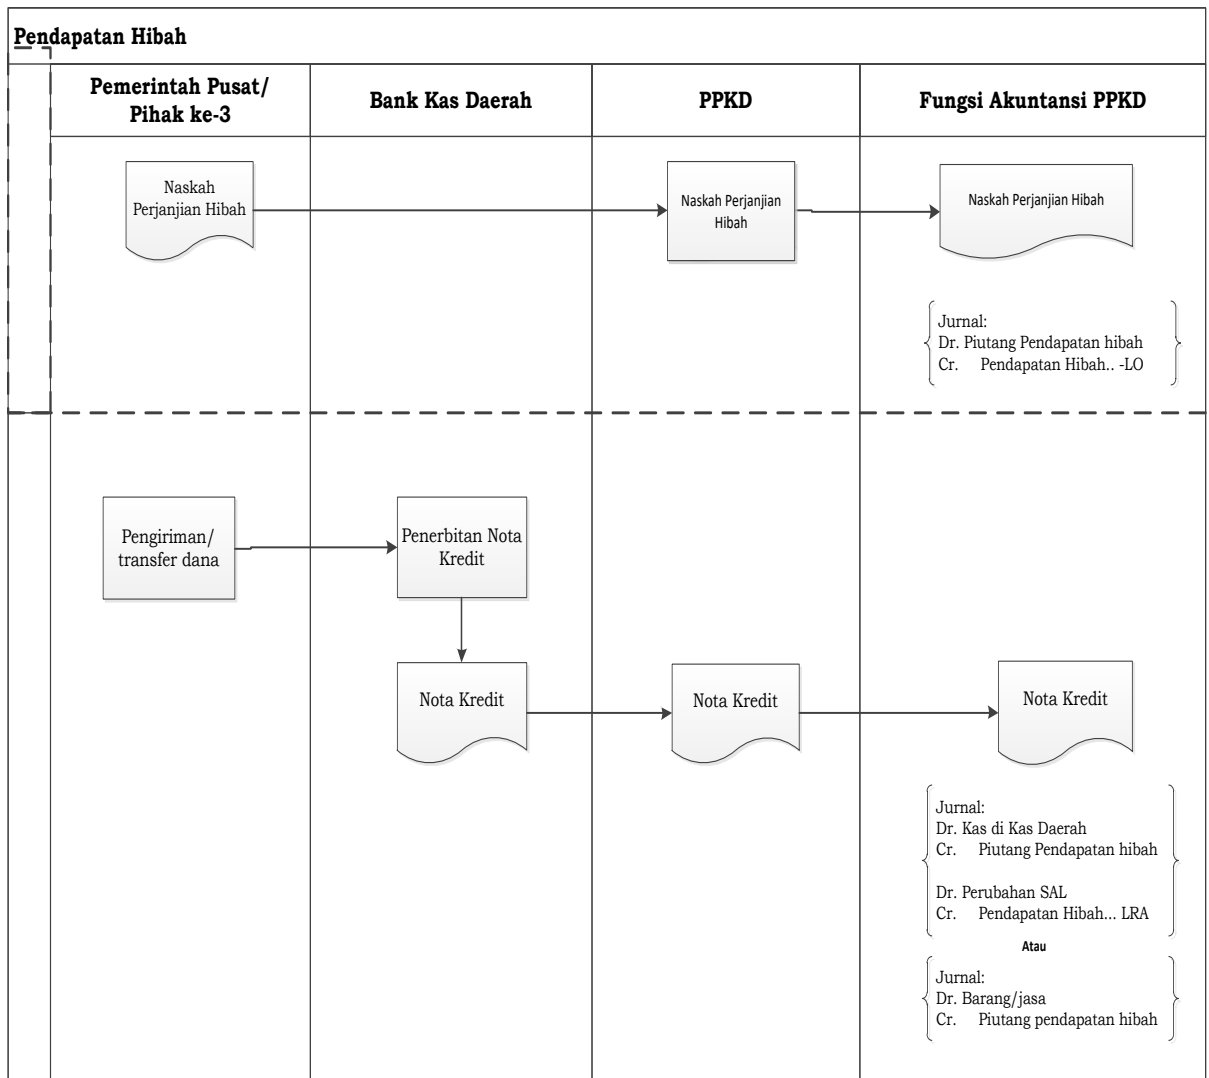 Pendapatan Hibah
Pemerintah Pusat/
Pihak ke-3
Bank Kas Daerah
PPKD
Fungsi Akuntansi PPKD
Naskah
Perjanjian Hibah
Naskah Perjanjian
Hibah
Naskah Perjanjian Hibah
Jurnal:
Dr. Piutang Pendapatan hibah
Cr. Pendapatan Hibah.. -LO
Pengiriman/
transfer dana
Penerbitan Nota
Kredit
Nota Kredit
Nota Kredit
Nota Kredit
Jurnal:
Dr. Kas di Kas Daerah
Cr. Piutang Pendapatan hibah
Dr. Perubahan SAL
Cr. Pendapatan Hibah... LRA
Atau
Jurnal:
Dr. Barang/jasa
Cr. Piutang pendapatan hibah